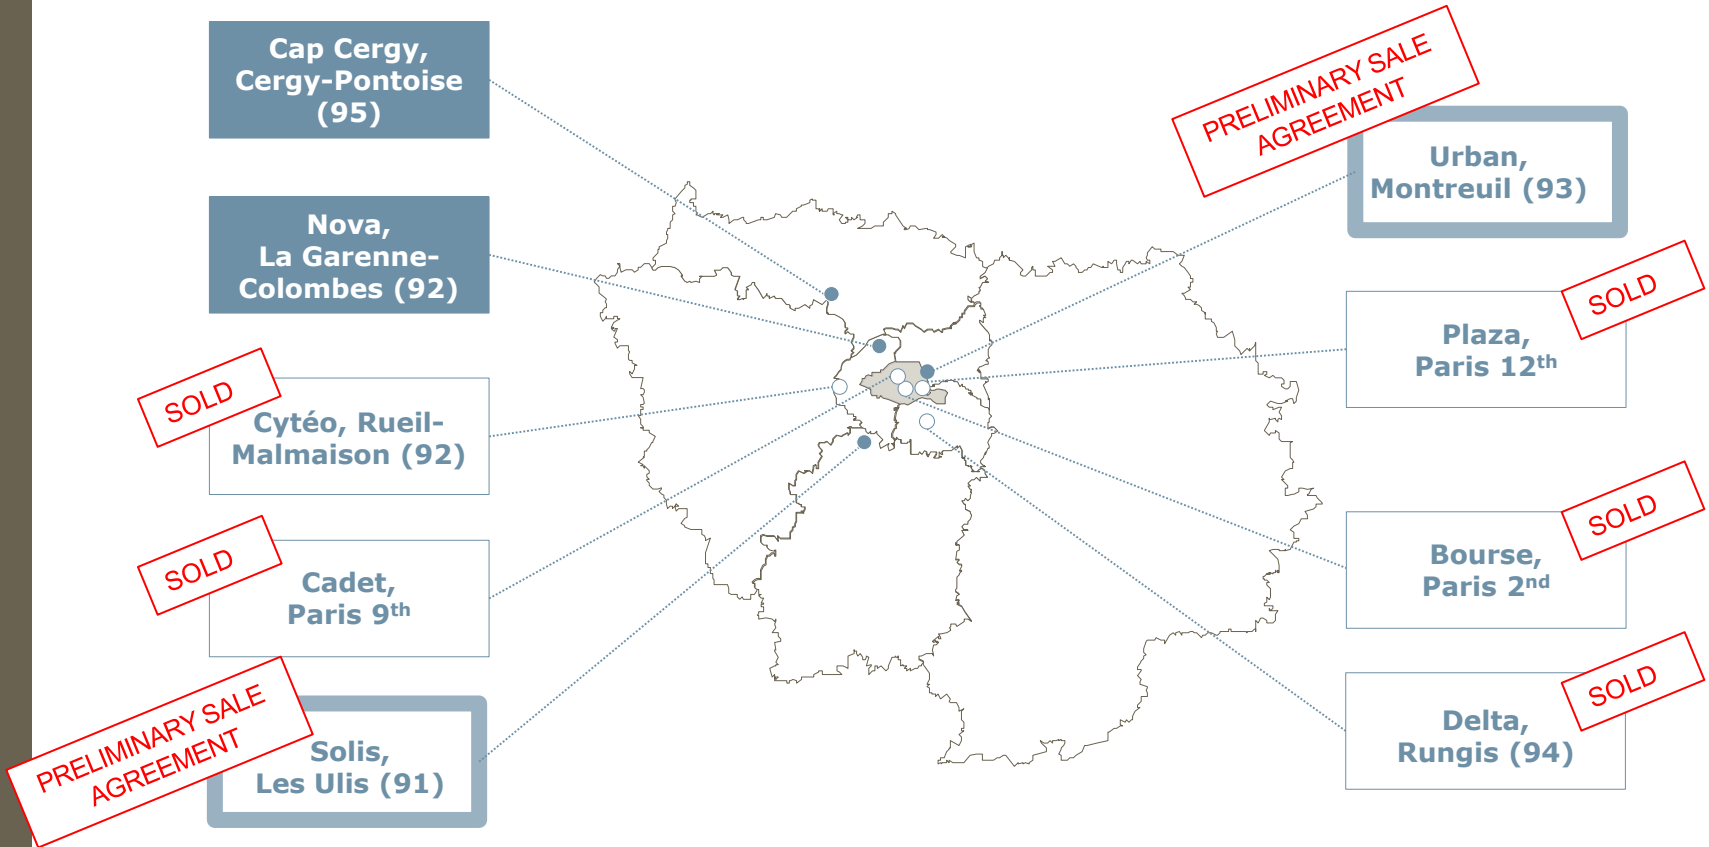 Cap Cergy,
Cergy-Pontoise
(95)
Nova,
La Garenne-
Colombes (92)
SOLD
Cytéo, Rueil-
Malmaison (92)
SOLD
Cadet,
Paris 9th
PRELIMINARY SALE
AGREEMENT
Solis,
Les Ulis (91)
PRELIMINARY SALE
AGREEMENT
Urban,
Montreuil (93)
SOLD
Plaza,
Paris 12th
SOLD
Bourse,
Paris 2nd
SOLD
Delta,
Rungis (94)